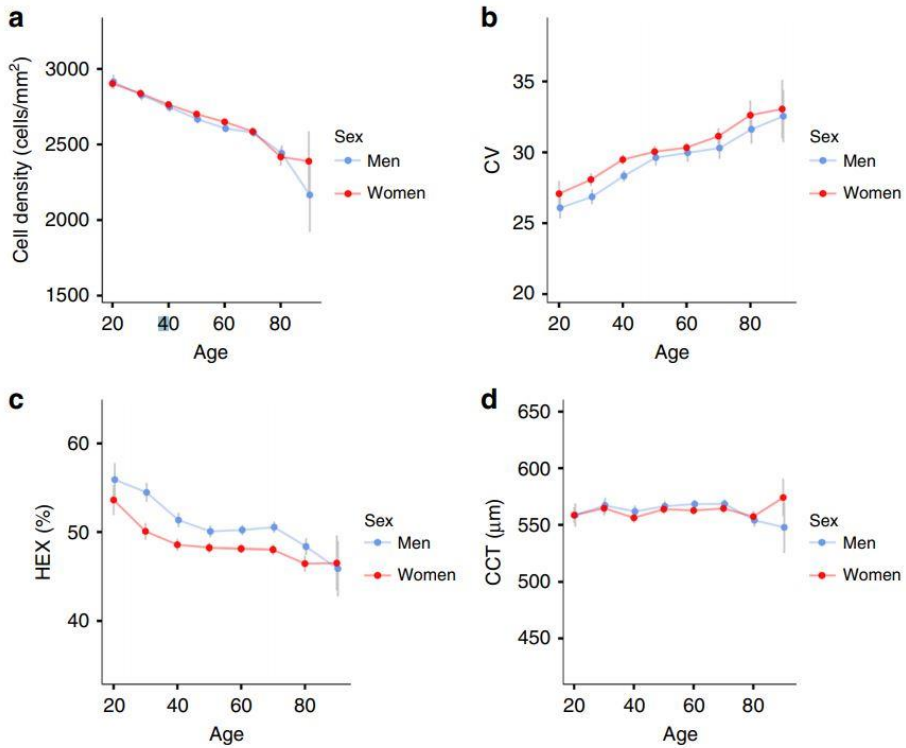 a
Cell density (cells/mm²)
3000
2500
2000
1500
20 40 60 80
Age
Sex
Men
Women
b
CV
35
30
25
20
20 40 60 80
Age
Sex
Men
Women
c
HEX (%)
60
50
40
20 40 60 80
Age
Sex
Men
Women
d
CCT (μm)
650
600
550
500
450
20 40 60 80
Age
Sex
Men
Women